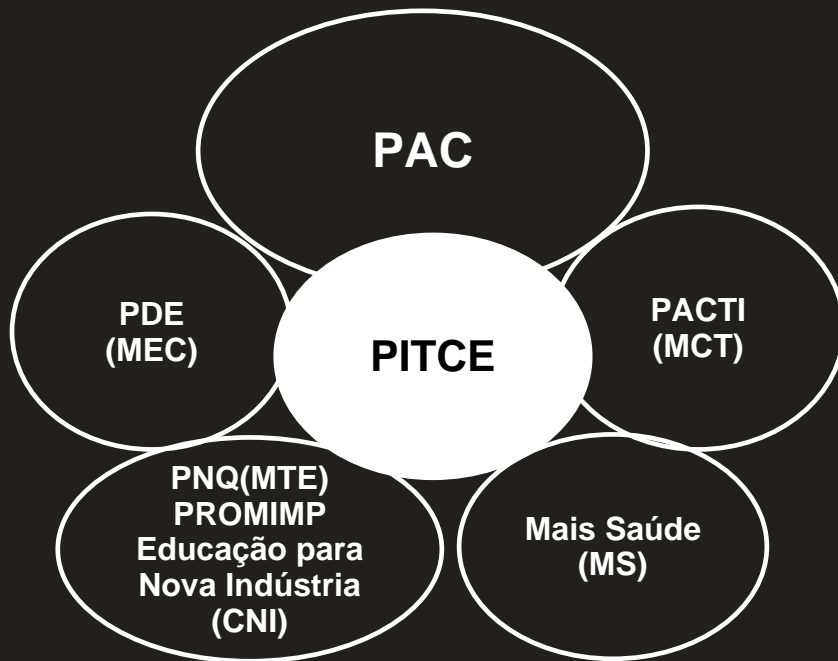 PAC
PDE
(MEC)
PITCE
PACTI
(MCT)
PNQ(MTE)
PROMIMP
Educação para
Nova Indústria
(CNI)
Mais Saúde
(MS)